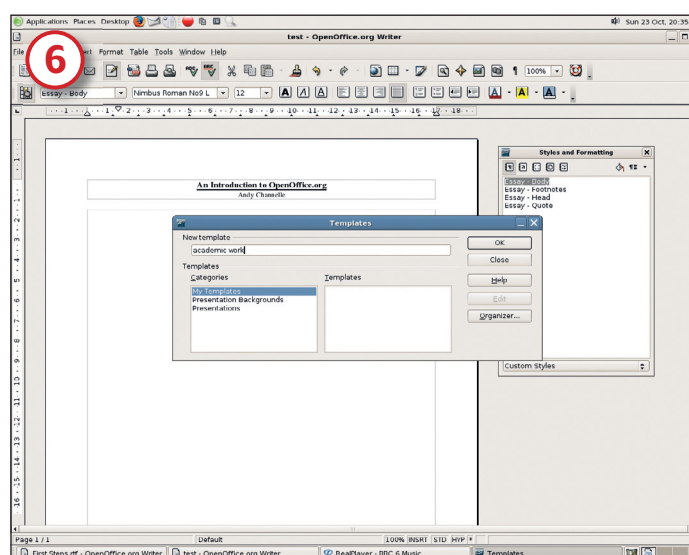 Applications Places Desktop
Sun 23 Oct, 20:35
test - OpenOffice.org Writer
File
Format Table Tools Window Help
6
100%
Essay - Body
Nimbus Roman No9 L
12
An Introduction to OpenOffice.org
Andy Channelle
Styles and Formatting
Essay - Body
Essay - Footnotes
Essay - Head
Essay - Quote
Custom Styles
Templates
New template
academic work
Templates
Categories
Templates
My Templates
Presentation Backgrounds
Presentations
OK
Close
Help
Edit
Organizer...
Page 1 / 1
Default
100% INSRT STD HYP *
First Steps.rtf - OpenOffice.org Writer
test - OpenOffice.org Writer
RealPlayer - BBC 6 Music
Templates